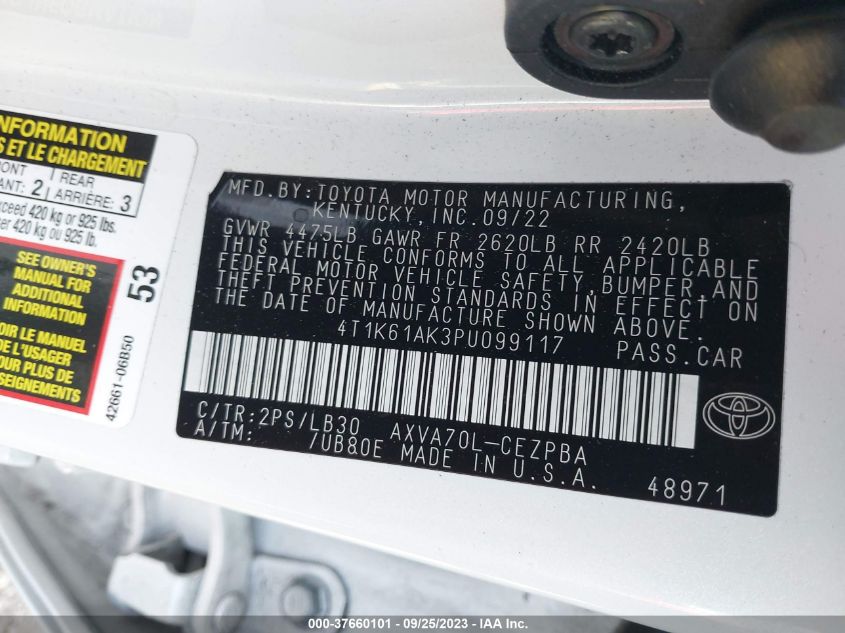 INFORMATION
S ET LE CHARGEMENT
ONT
REAR
ANT: 2
ARRIÈRE: 3
xceed 420 kg or 925 lbs.
er 420 kg ou 925 lb.
SEE OWNER'S
MANUAL FOR
ADDITIONAL
INFORMATION
53
OIR LE MANUEL
DE L'USAGER
POUR PLUS DE
ENSEIGNEMENTS
42661-06B50
MFD.BY:TOYOTA MOTOR MANUFACTURING,
KENTUCKY, INC.09/22
GVWR 4475LB GAWR FR 2620LB RR 2420LB
THIS VEHICLE CONFORMS TO ALL APPLICABLE
FEDERAL MOTOR VEHICLE SAFETY, BUMPER, AND
THEFT PREVENTION STANDARDS IN EFFECT ON
THE DATE OF MANUFACTURE SHOWN ABOVE.
4T1K61AK3PU099117 PASS.CAR
C/TR:2PS/LB30 AXVA70L-CEZPBA
A/TM: /UB80E MADE IN U.S.A.
48971
000-37660101 - 09/25/2023 - IAA Inc.